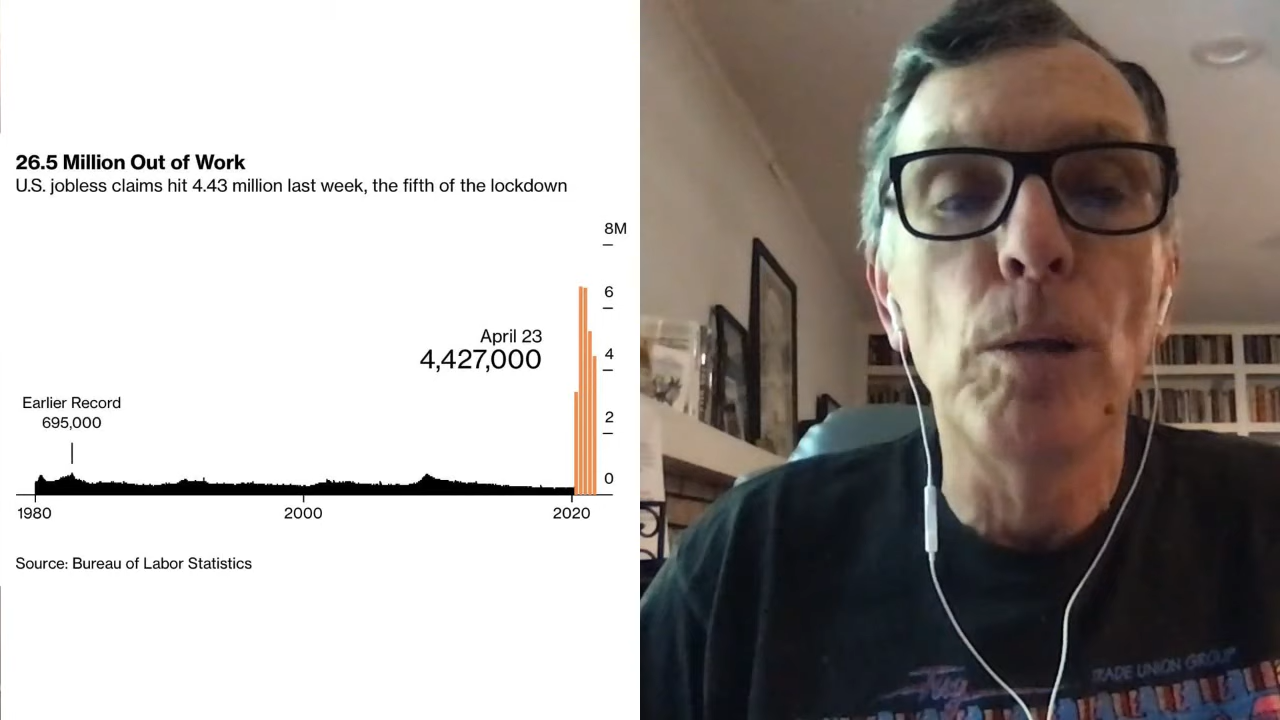 26.5 Million Out of Work
U.S. jobless claims hit 4.43 million last week, the fifth of the lockdown
8M
6
April 23
4,427,000
4
Earlier Record
695,000
2
0
1980
2000
2020
Source: Bureau of Labor Statistics
TRADE UNION GROUP